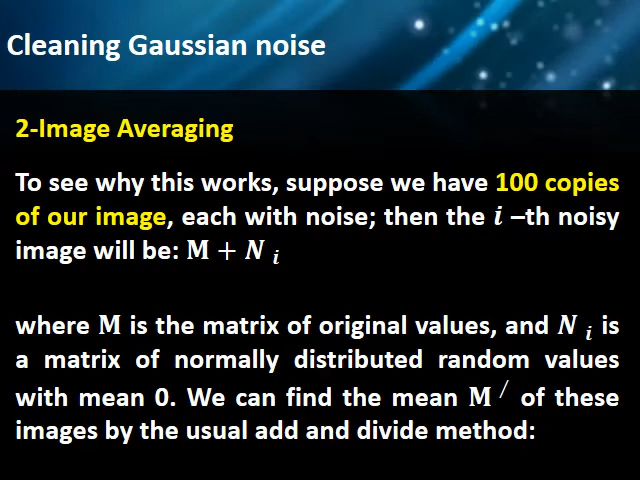 Cleaning Gaussian noise
2-Image Averaging
To see why this works, suppose we have 100 copies
of our image, each with noise; then the i –th noisy
image will be: M + N i
where M is the matrix of original values, and N i is
a matrix of normally distributed random values
with mean 0. We can find the mean M / of these
images by the usual add and divide method: